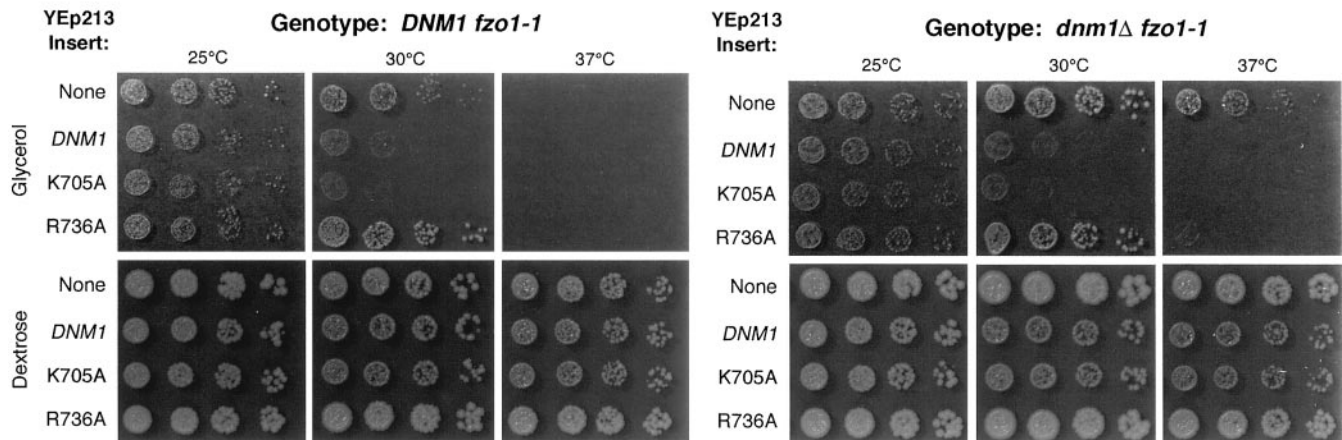 YEp213
Insert:
Genotype: DNM1 fzo1-1
25°C 30°C 37°C
Glycerol
None
DNM1
K705A
R736A
Dextrose
None
DNM1
K705A
R736A
YEp213
Insert:
Genotype: dnm1Δ fzo1-1
25°C 30°C 37°C
None
DNM1
K705A
R736A
None
DNM1
K705A
R736A